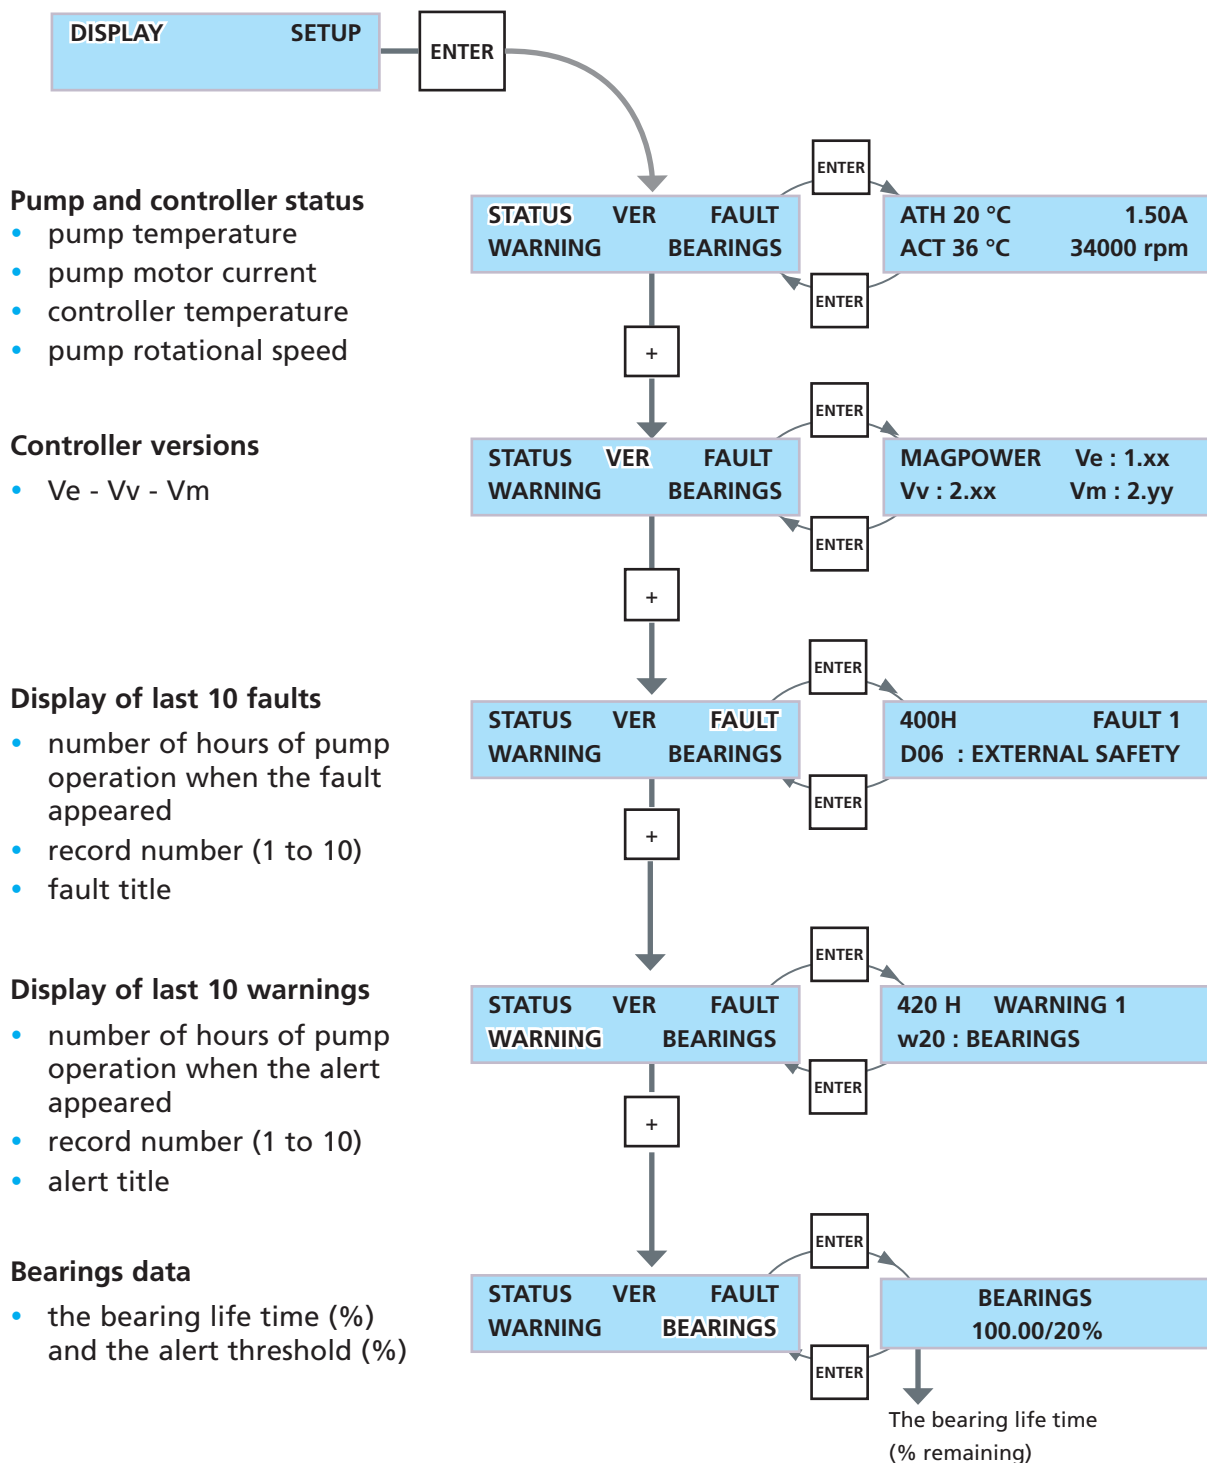 DISPLAY SETUP
ENTER
Pump and controller status
• pump temperature
• pump motor current
• controller temperature
• pump rotational speed
STATUS VER FAULT
WARNING BEARINGS
ENTER
ATH 20 °C 1.50A
ACT 36 °C 34000 rpm
ENTER
+
Controller versions
• Ve - Vv - Vm
STATUS VER FAULT
WARNING BEARINGS
ENTER
MAGPOWER Ve : 1.xx
Vv : 2.xx Vm : 2.yy
ENTER
+
Display of last 10 faults
• number of hours of pump
operation when the fault
appeared
• record number (1 to 10)
• fault title
STATUS VER FAULT
WARNING BEARINGS
ENTER
400H FAULT 1
D06 : EXTERNAL SAFETY
ENTER
+
Display of last 10 warnings
• number of hours of pump
operation when the alert
appeared
• record number (1 to 10)
• alert title
STATUS VER FAULT
WARNING BEARINGS
ENTER
420 H WARNING 1
w20 : BEARINGS
ENTER
+
Bearings data
• the bearing life time (%)
and the alert threshold (%)
STATUS VER FAULT
WARNING BEARINGS
ENTER
BEARINGS
100.00/20%
ENTER
The bearing life time
(% remaining)